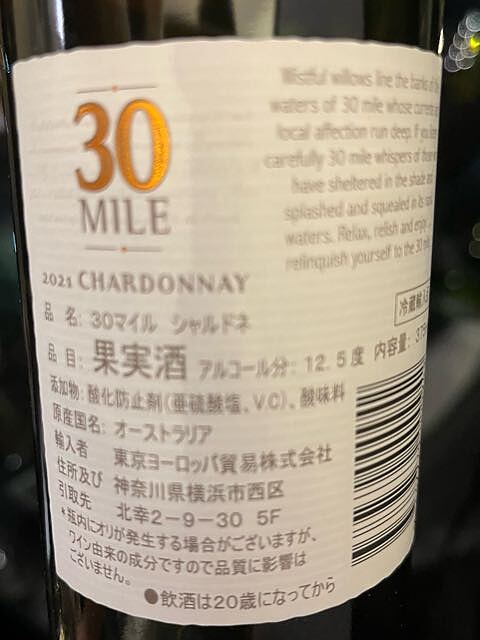 30
MILE
Wistful willows line the banks of the
waters of 30 mile whose currents
local affection run deep. If you listen
carefully 30 mile whispers of those
have sheltered in the shade and
splashed and squealed in its
waters. Relax, relish and enjoy
relinquish yourself to the 30 mile
2021 CHARDONNAY
品 名: 30マイル シャルドネ
冷蔵輸入
品 目: 果実酒 アルコール分: 12.5度 内容量: 375
添加物: 酸化防止剤(亜硫酸塩、V.C)、酸味料
原産国名: オーストラリア
輸入者 東京ヨーロッパ貿易株式会社
住所及び 神奈川県横浜市西区
引取先 北幸2-9-30 5F
*瓶内にオリが発生する場合がございますが、
ワイン由来の成分ですので品質に影響は
ございません。
●飲酒は20歳になってから